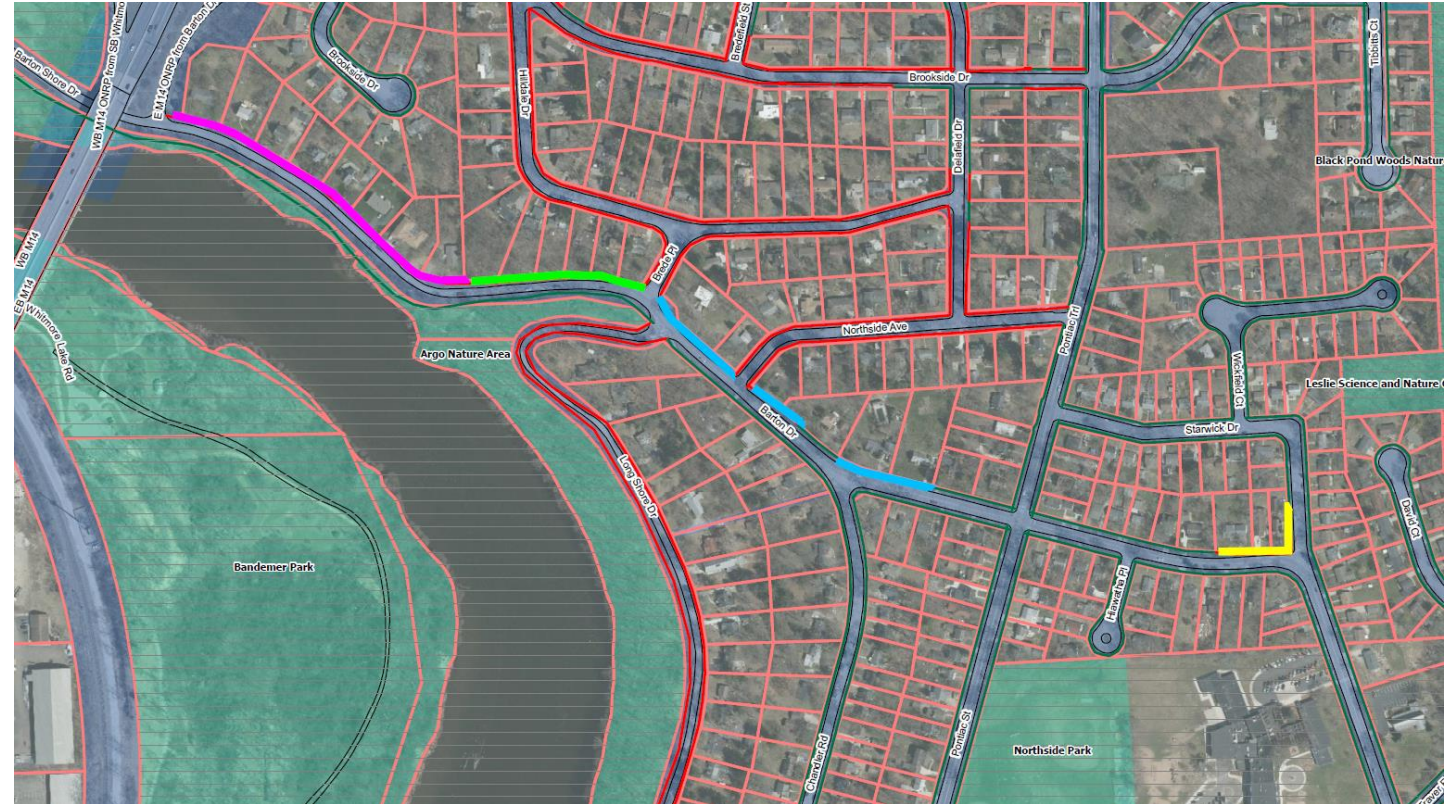 WB M14 ONRP from SB Whitmo
E M14 ONRP from Barton D
Barton Shore Dr
Brookside Dr
Hilldale Dr
Bredefield St
Brookside Dr
Tibbitts Ct
Delafield Dr
Black Pond Woods Natur
WB M14
EB M14
Whitmore Lake Rd
Brede Pl
Northside Ave
Pontiac Trl
Argo Nature Area
Wickfield Ct
Leslie Science and Nature
Barton Dr
Starwick Dr
Long Shore Dr
David Ct
Bandemer Park
Hiawatha Pl
Chandler Rd
Pontiac St
Northside Park